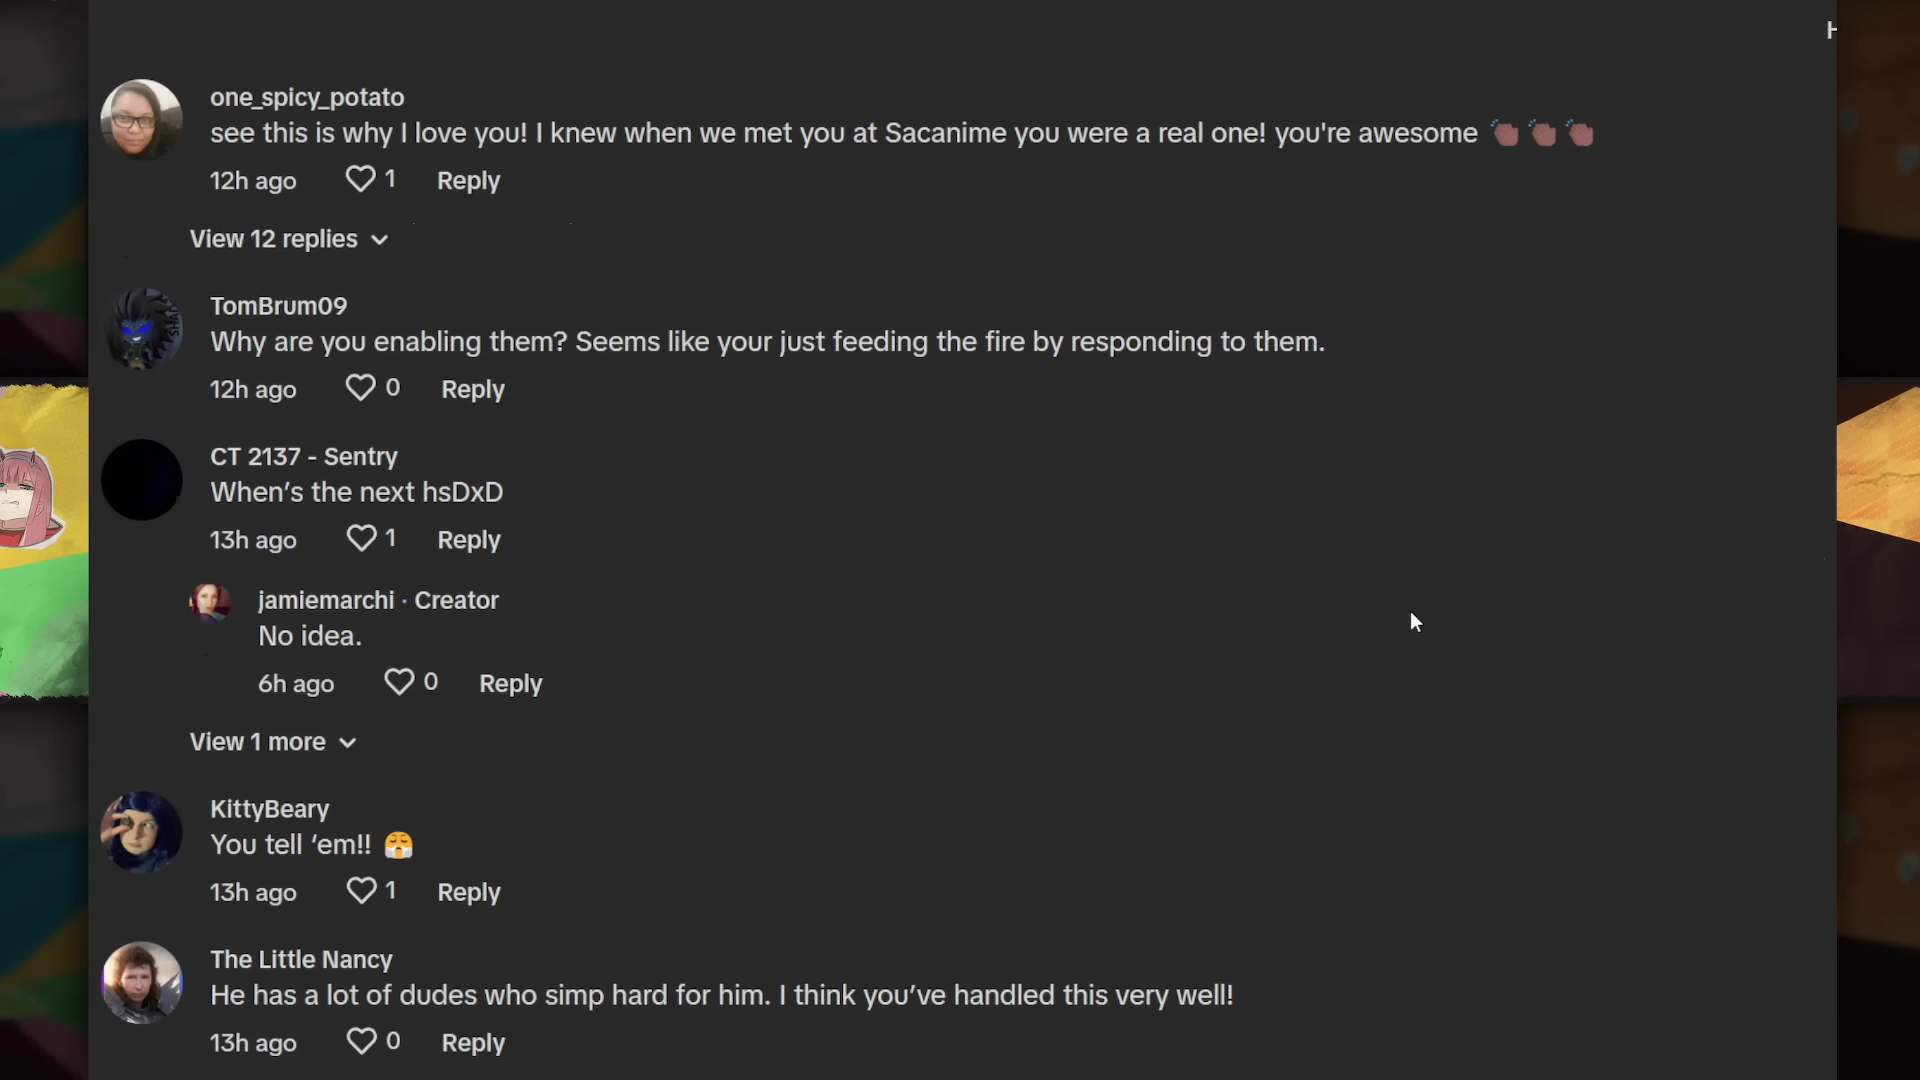 one_spicy_potato
see this is why I love you! I knew when we met you at Sacanime you were a real one! you're awesome 👏🏾👏🏾👏🏾
12h ago 1 Reply
View 12 replies
TomBrum09
Why are you enabling them? Seems like your just feeding the fire by responding to them.
12h ago 0 Reply
CT 2137 - Sentry
When’s the next hsDxD
13h ago 1 Reply
jamiemarchi · Creator
No idea.
6h ago 0 Reply
View 1 more
KittyBeary
You tell ‘em!! 😤
13h ago 1 Reply
The Little Nancy
He has a lot of dudes who simp hard for him. I think you’ve handled this very well!
13h ago 0 Reply